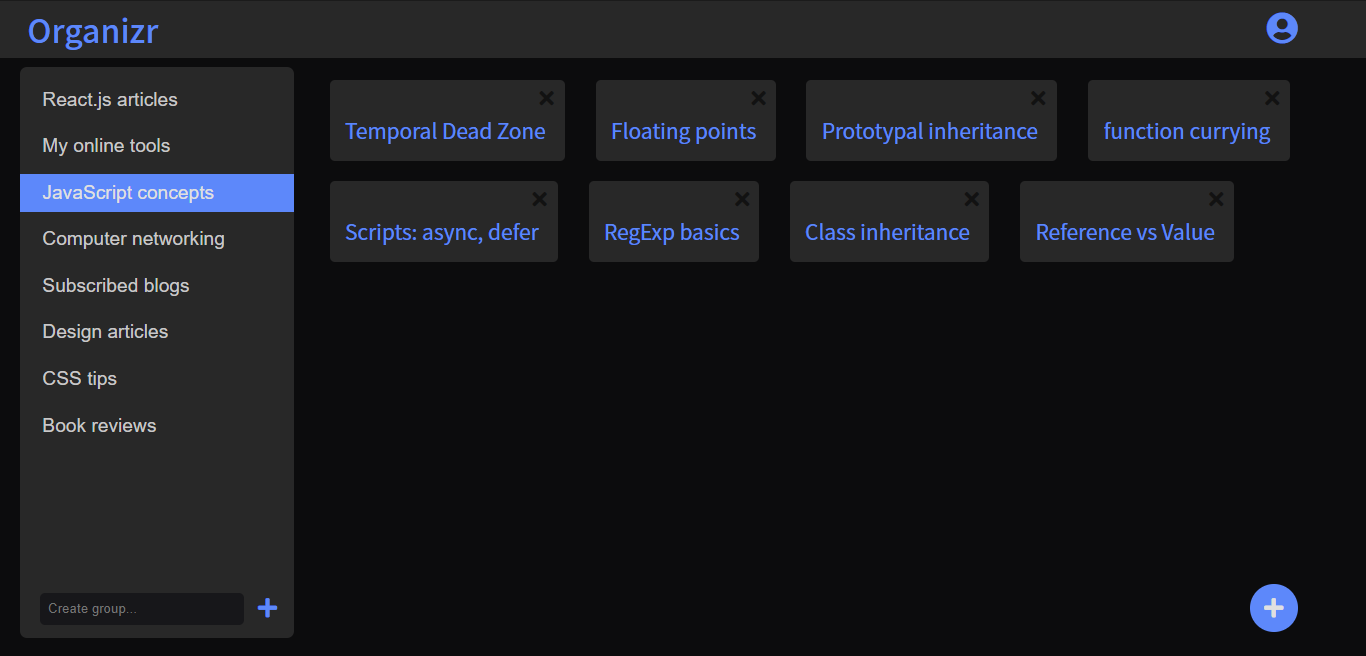 Organizr
React.js articles
My online tools
JavaScript concepts
Computer networking
Subscribed blogs
Design articles
CSS tips
Book reviews
Create group...
Temporal Dead Zone
Floating points
Prototypal inheritance
function currying
Scripts: async, defer
RegExp basics
Class inheritance
Reference vs Value